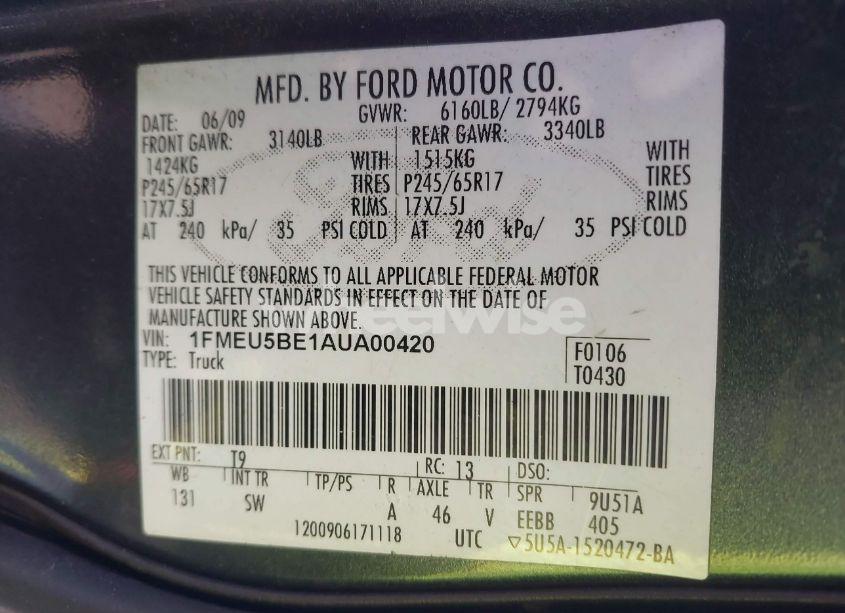 MFD. BY FORD MOTOR CO.
DATE: 06/09 GVWR: 6160LB/ 2794KG
FRONT GAWR: 3140LB REAR GAWR: 3340LB
1424KG WITH 1515KG WITH
P245/65R17 TIRES P245/65R17 TIRES
17X7.5J RIMS 17X7.5J RIMS
AT 240 kPa/ 35 PSI COLD AT 240 kPa/ 35 PSI COLD
THIS VEHICLE CONFORMS TO ALL APPLICABLE FEDERAL MOTOR
VEHICLE SAFETY STANDARDS IN EFFECT ON THE DATE OF
MANUFACTURE SHOWN ABOVE.
VIN: 1FMEU5BE1AUA00420 F0106
TYPE: Truck T0430
EXT PNT: T9 RC: 13 DSO:
WB INT TR TP/PS R AXLE TR SPR 9U51A
131 SW A 46 V EEBB 405
1200906171118 UTC ▽5U5A-1520472-BA